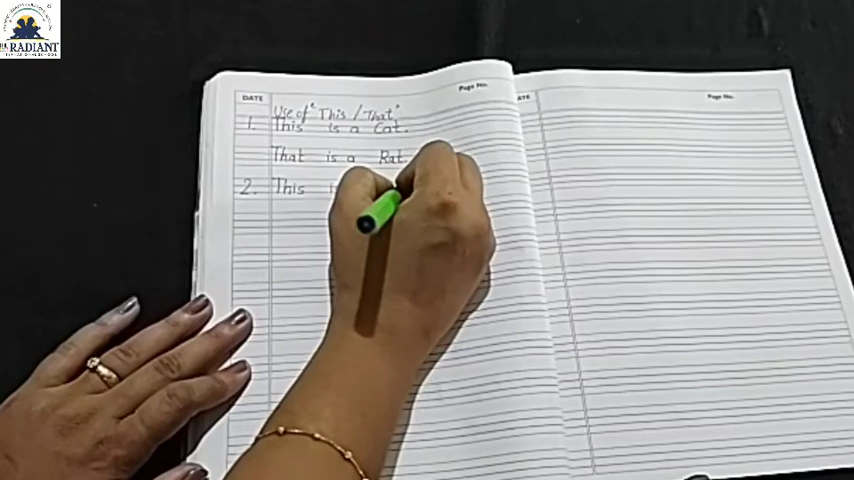 RADIANT
DATE
Page No.
Use of "This / That"
1. This is a Cat.
That is a Rat.
2. This
ATE
Page No.